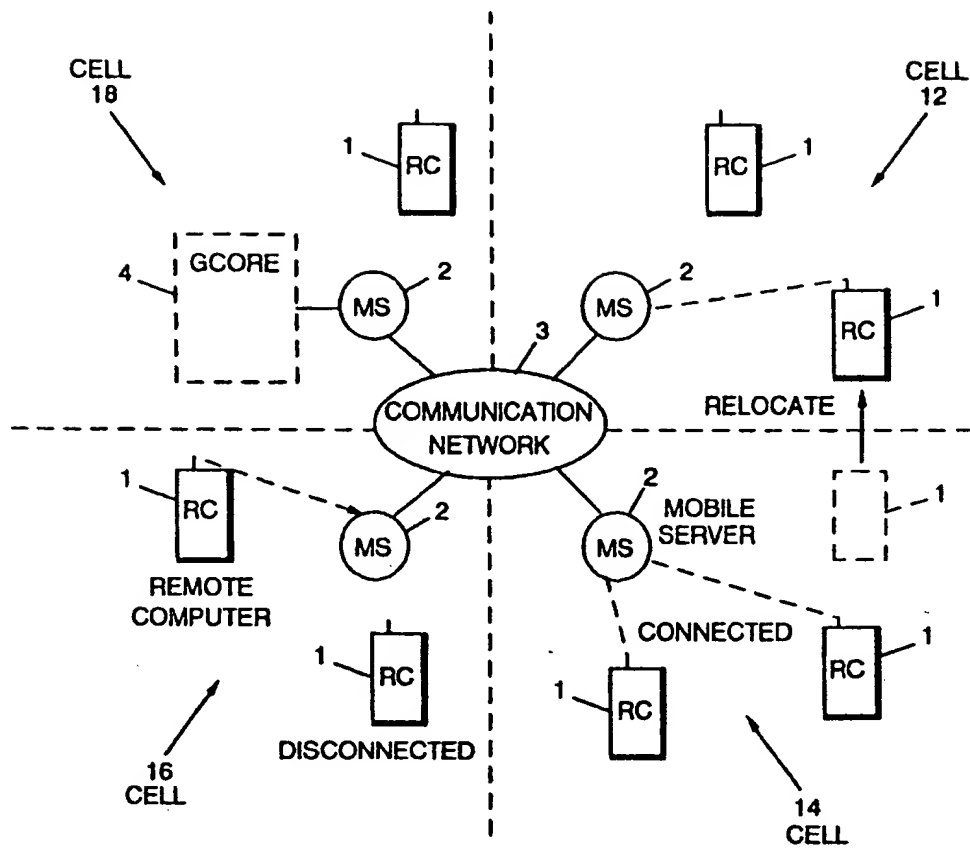 CELL
18
CELL
12
1
RC
RC
1
GCORE
4
MS
2
MS
2
RC
1
3
COMMUNICATION
NETWORK
RELOCATE
1
RC
MS
2
REMOTE
COMPUTER
2
MOBILE
SERVER
MS
1
CONNECTED
1
RC
DISCONNECTED
1
RC
RC
1
16
CELL
14
CELL